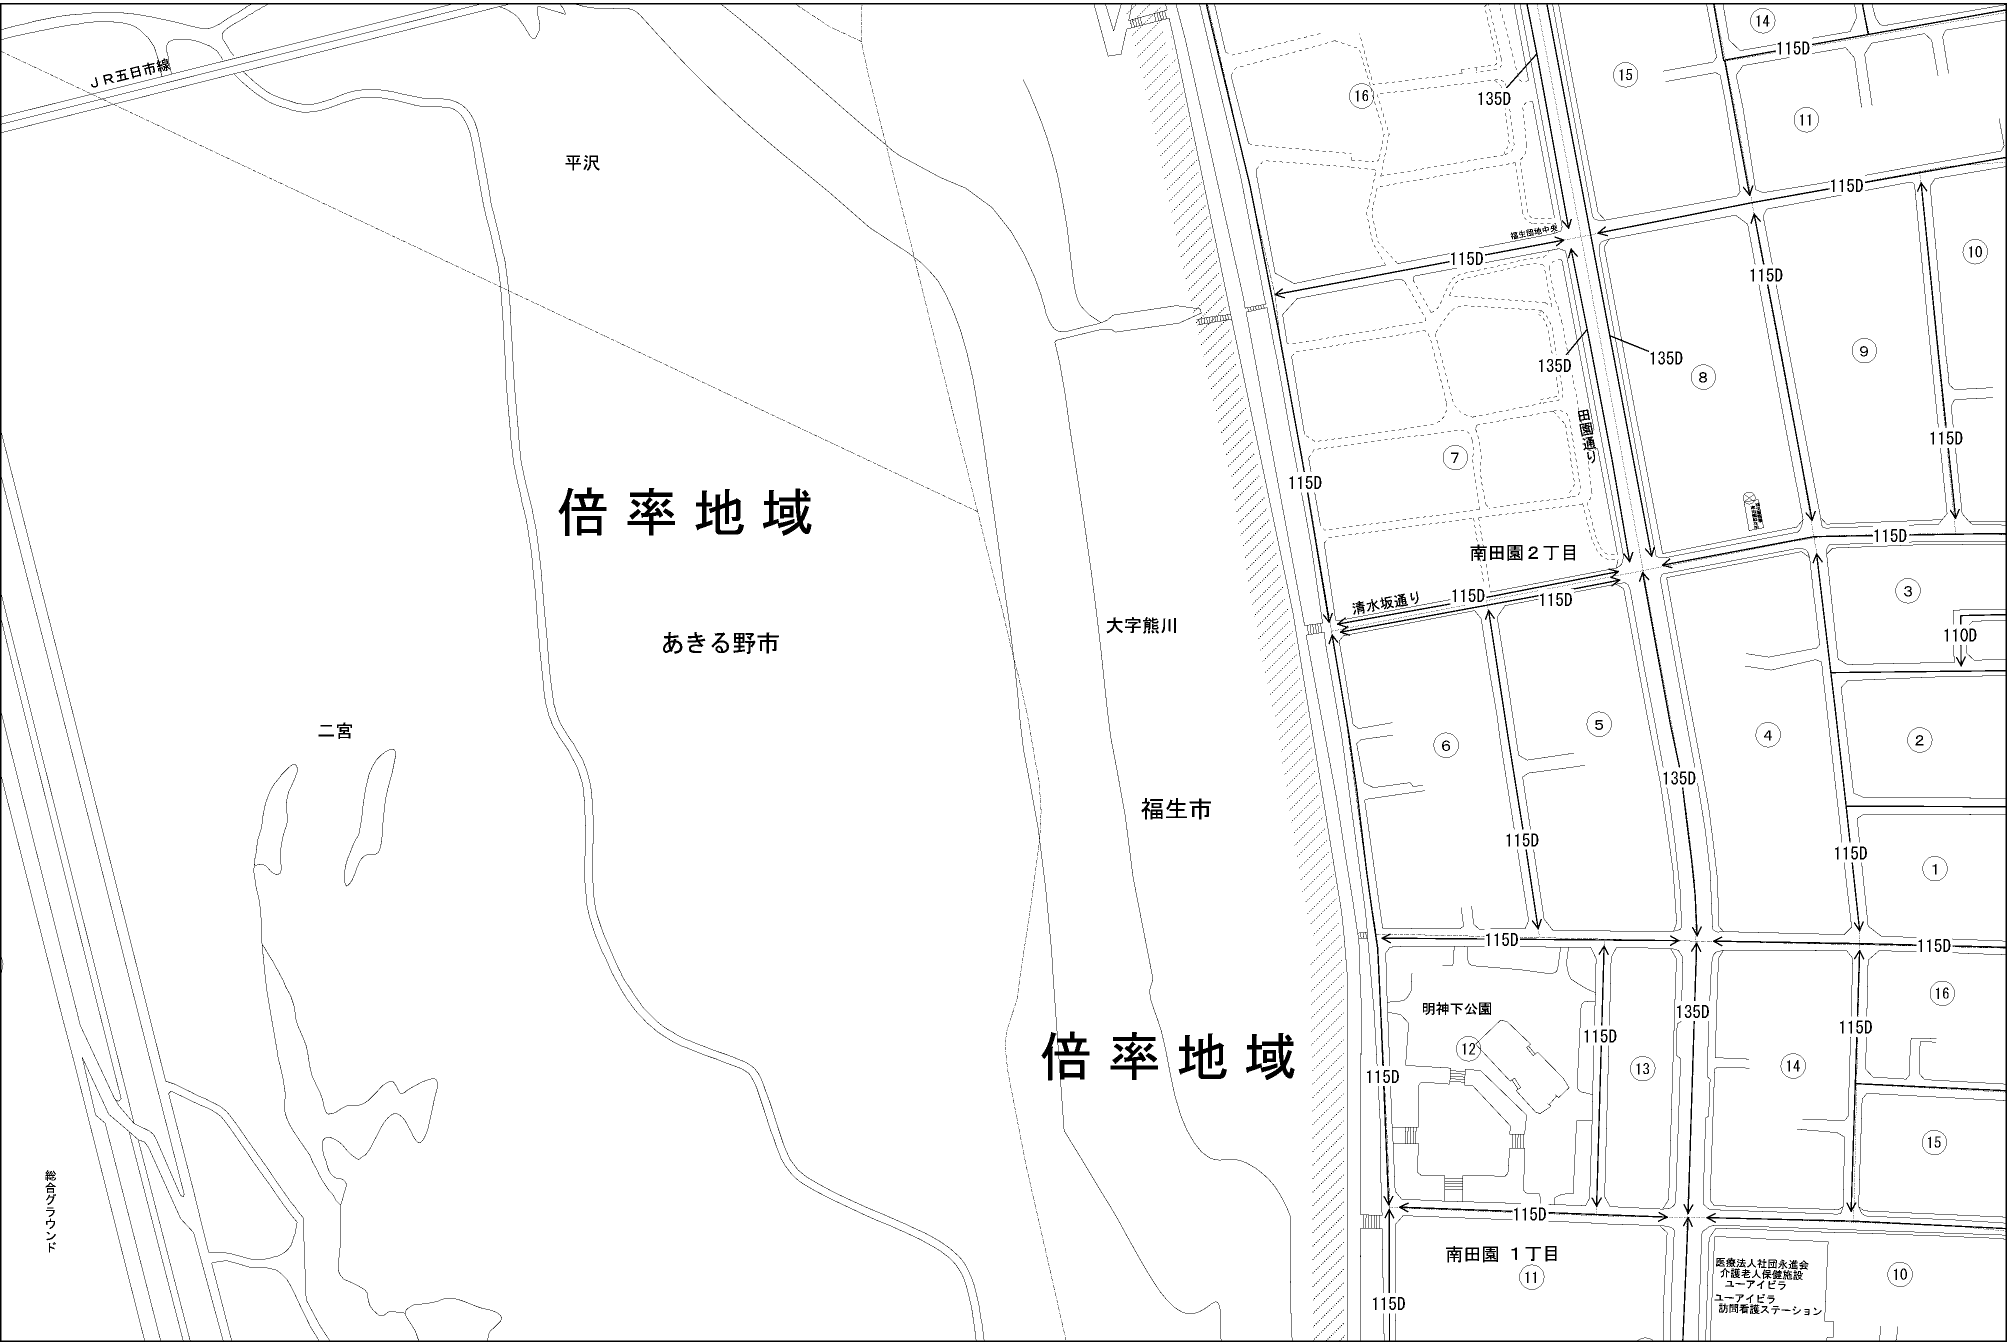 ＪＲ五日市線
平沢
倍率地域
あきる野市
二宮
総合グラウンド
大字熊川
福生市
倍率地域
14
115D
15
135D
16
11
115D
福生団地中央
115D
115D
10
135D
135D
9
8
田園通り
115D
7
115D
115D
南田園２丁目
清水坂通り
115D
115D
3
110D
6
5
4
2
135D
115D
115D
1
115D
115D
明神下公園
12
115D
135D
115D
16
115D
13
14
15
115D
南田園 １丁目
11
115D
医療法人社団永進会
介護老人保健施設
ユーアイビラ
ユーアイビラ
訪問看護ステーション
10